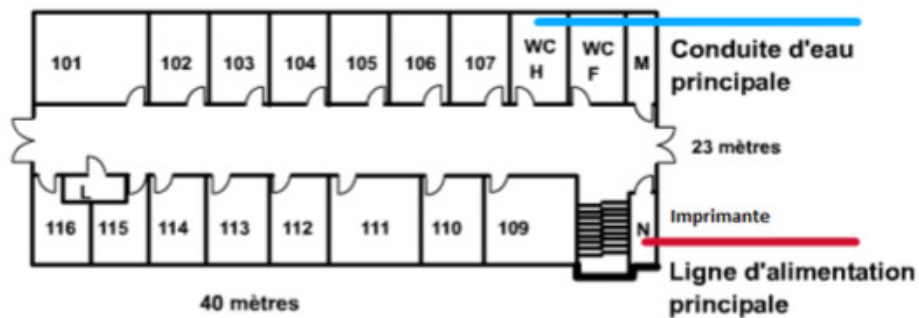 101
102
103
104
105
106
107
WC
H
WC
F
M
Conduite d'eau
principale
23 mètres
L
116
115
114
113
112
111
110
109
N
Imprimante
Ligne d'alimentation
principale
40 mètres